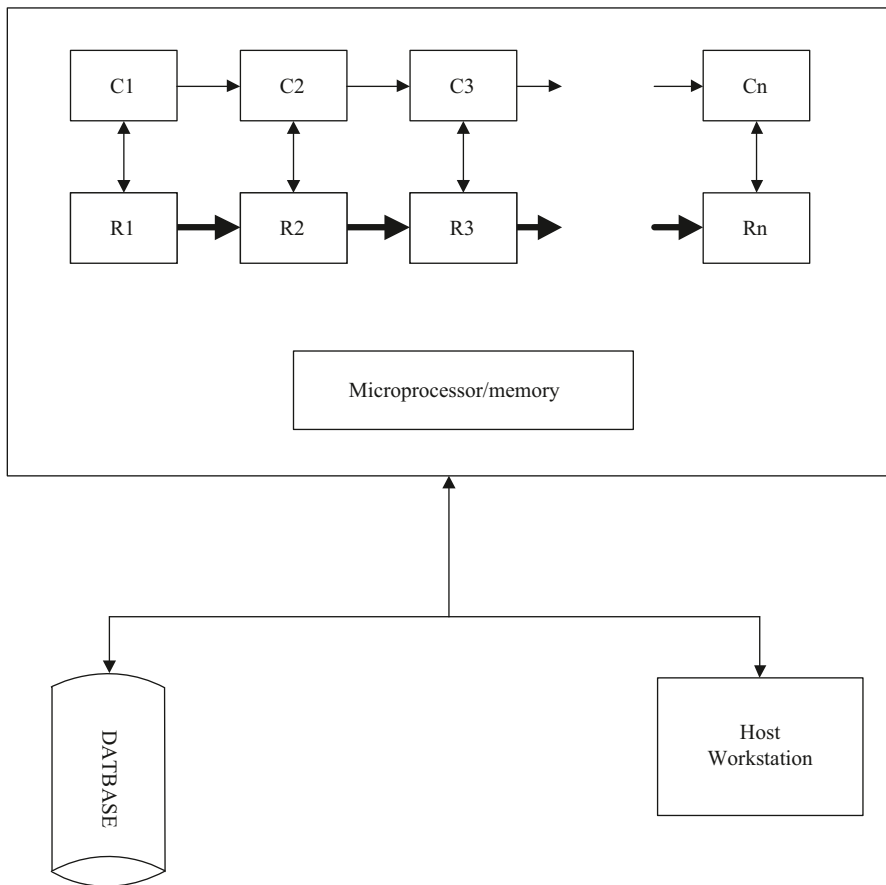 C1
C2
C3
Cn
R1
R2
R3
Rn
Microprocessor/memory
DATBASE
Host
Workstation